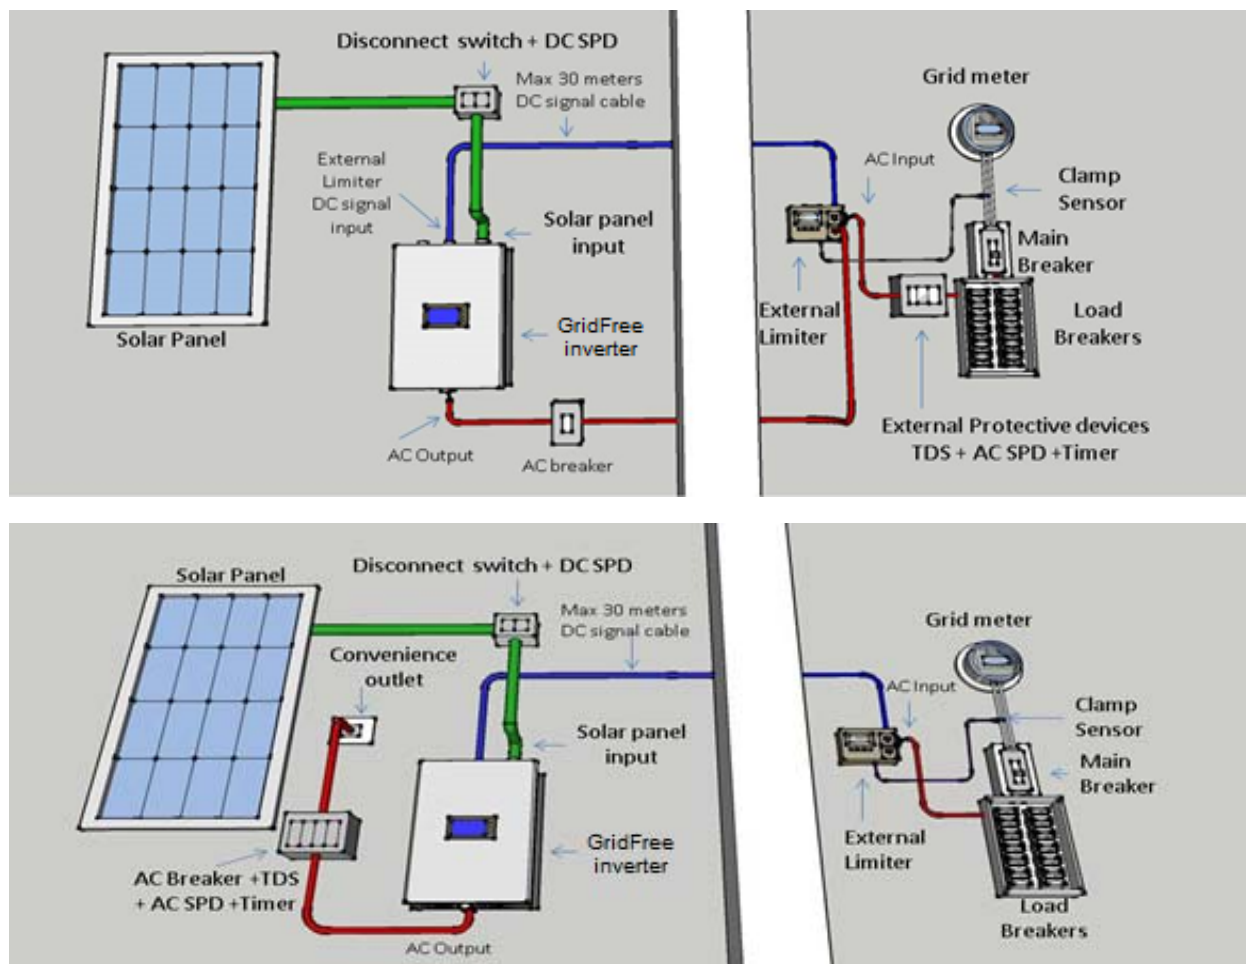 Disconnect switch + DC SPD
Max 30 meters
DC signal cable
External
Limiter
DC signal
input
Solar panel
input
Solar Panel
GridFree
inverter
AC Output
AC breaker
Grid meter
AC Input
Clamp
Sensor
Main
Breaker
External
Limiter
Load
Breakers
External Protective devices
TDS + AC SPD +Timer
Solar Panel
Disconnect switch + DC SPD
Max 30 meters
DC signal cable
Convenience
outlet
Solar panel
input
GridFree
inverter
AC Breaker +TDS
+ AC SPD +Timer
AC Output
Grid meter
AC Input
Clamp
Sensor
Main
Breaker
External
Limiter
Load
Breakers